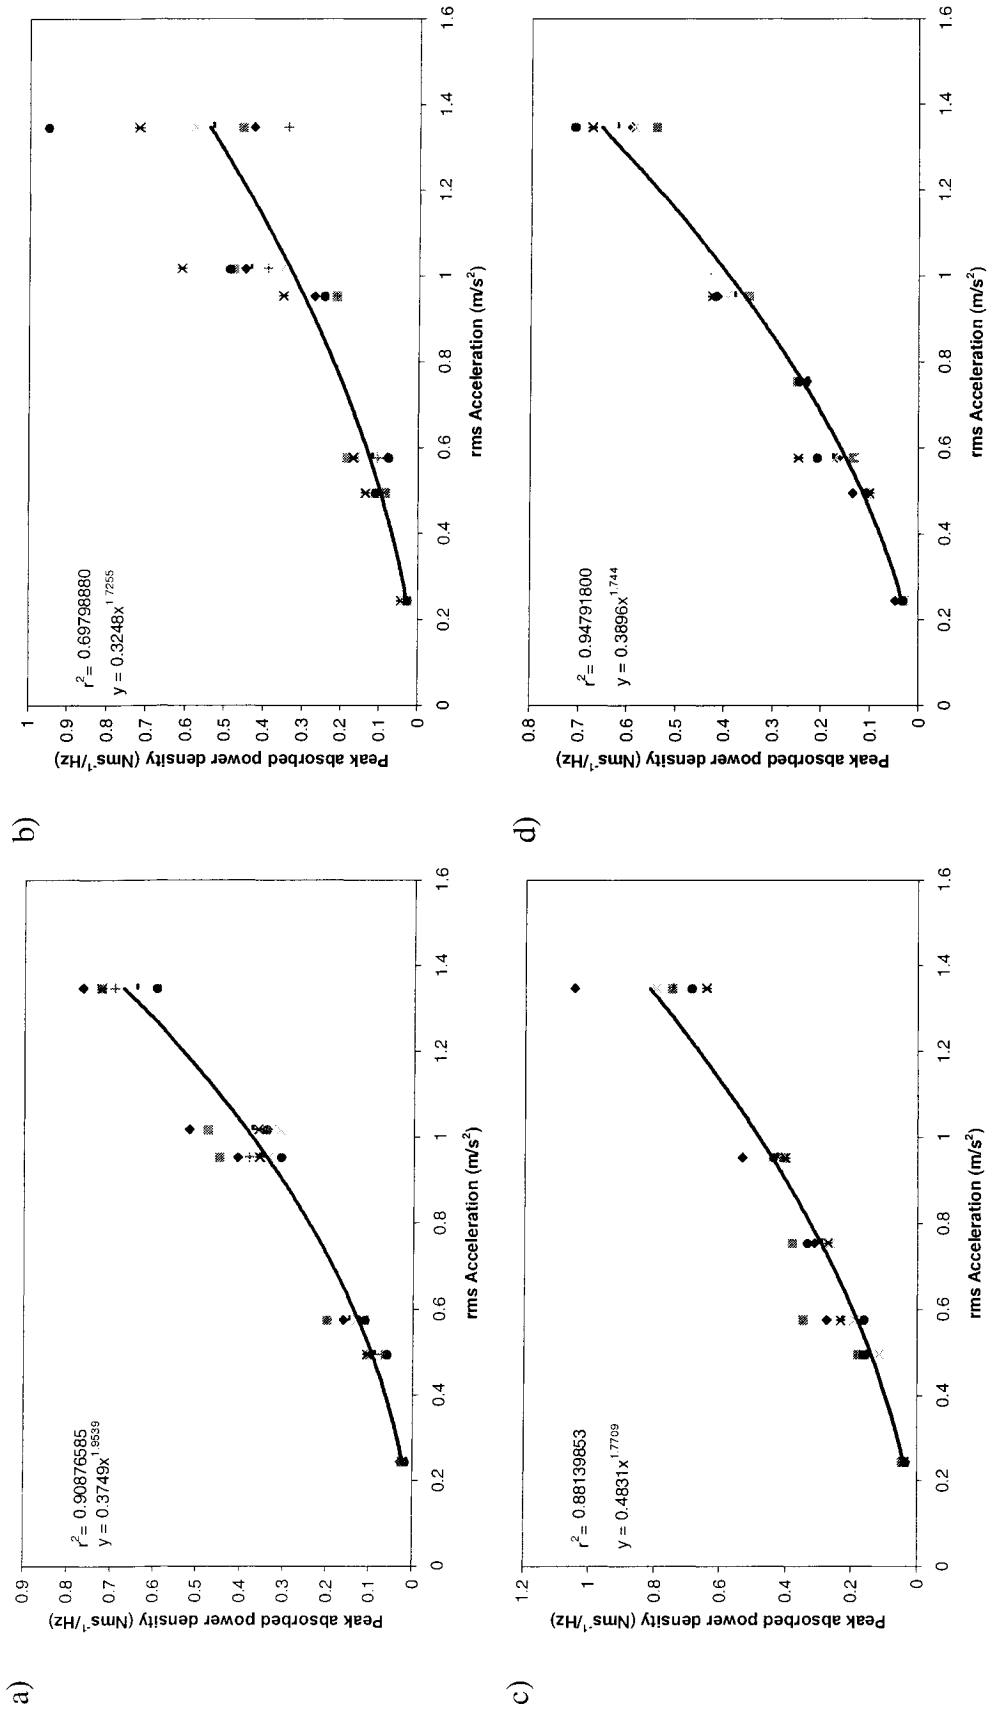 a)
r² = 0.90876585
y = 0.3749x^1.9539
Peak absorbed power density (Nms⁻¹/Hz)
0.9
0.8
0.7
0.6
0.5
0.4
0.3
0.2
0.1
0
0 0.2 0.4 0.6 0.8 1 1.2 1.4 1.6
rms Acceleration (m/s²)
b)
r² = 0.69798880
y = 0.3248x^1.7255
Peak absorbed power density (Nms⁻¹/Hz)
1
0.9
0.8
0.7
0.6
0.5
0.4
0.3
0.2
0.1
0
0 0.2 0.4 0.6 0.8 1 1.2 1.4 1.6
rms Acceleration (m/s²)
c)
r² = 0.88139853
y = 0.4831x^1.7709
Peak absorbed power density (Nms⁻¹/Hz)
1.2
1
0.8
0.6
0.4
0.2
0
0 0.2 0.4 0.6 0.8 1 1.2 1.4 1.6
rms Acceleration (m/s²)
d)
r² = 0.94791800
y = 0.3896x^1.744
Peak absorbed power density (Nms⁻¹/Hz)
0.8
0.7
0.6
0.5
0.4
0.3
0.2
0.1
0
0 0.2 0.4 0.6 0.8 1 1.2 1.4 1.6
rms Acceleration (m/s²)